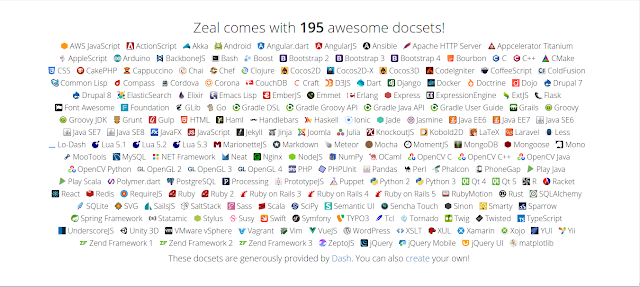 Zeal comes with 195 awesome docsets!
AWS JavaScript ActionScript Akka Android Angular.dart AngularJS Ansible Apache HTTP Server Appcelerator Titanium
AppleScript Arduino BackboneJS Bash Boost Bootstrap 2 Bootstrap 3 Bootstrap 4 Bourbon C C++ CMake
CSS CakePHP Cappuccino Chai Chef Clojure Cocos2D Cocos2D-X Cocos3D CodeIgniter CoffeeScript ColdFusion
Common Lisp Compass Cordova Corona CouchDB Craft D3JS Dart Django Docker Doctrine Dojo Drupal 7
Drupal 8 ElasticSearch Elixir Emacs Lisp EmberJS Emmet Erlang Express ExpressionEngine ExtJS Flask
Font Awesome Foundation GLib Go Gradle DSL Gradle Groovy API Gradle Java API Gradle User Guide Grails Groovy
Groovy JDK Grunt Gulp HTML Haml Handlebars Haskell Ionic Jade Jasmine Java EE6 Java EE7 Java SE6
Java SE7 Java SE8 JavaFX JavaScript Jekyll Jinja Joomla Julia KnockoutJS Kobold2D LaTeX Laravel Less
Lo-Dash Lua 5.1 Lua 5.2 Lua 5.3 MarionetteJS Markdown Meteor Mocha MomentJS MongoDB Mongoose Mono
MooTools MySQL .NET Framework Neat Nginx NodeJS NumPy OCaml OpenCV C OpenCV C++ OpenCV Java
OpenCV Python OpenGL 2 OpenGL 3 OpenGL 4 PHP PHPUnit Pandas Perl Phalcon PhoneGap Play Java
Play Scala Polymer.dart PostgreSQL Processing PrototypeJS Puppet Python 2 Python 3 Qt 4 Qt 5 R Racket
React Redis RequireJS Ruby Ruby 2 Ruby on Rails 3 Ruby on Rails 4 Ruby on Rails 5 RubyMotion Rust SQLAlchemy
SQLite SVG SailsJS SaltStack Sass Scala SciPy Semantic UI Sencha Touch Sinon Smarty Sparrow
Spring Framework Statamic Stylus Susy Swift Symfony TYPO3 Tcl Tornado Twig Twisted TypeScript
UnderscoreJS Unity 3D VMware vSphere Vagrant Vim VueJS WordPress XSLT XUL Xamarin Xojo YUI Yii
Zend Framework 1 Zend Framework 2 Zend Framework 3 ZeptoJS jQuery jQuery Mobile jQuery UI matplotlib
These docsets are generously provided by Dash. You can also create your own!